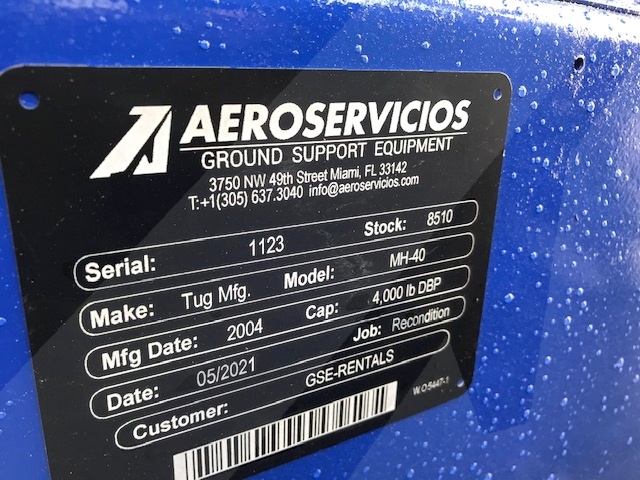 AEROSERVICIOS
GROUND SUPPORT EQUIPMENT
3750 NW 49th Street Miami, FL 33142
T:+1(305) 637.3040 info@aeroservicios.com
Serial: 1123 Stock: 8510
Make: Tug Mfg. Model: MH-40
Mfg Date: 2004 Cap: 4,000 lb DBP
Date: 05/2021 Job: Recondition
Customer: GSE-RENTALS
W.O.5447-1